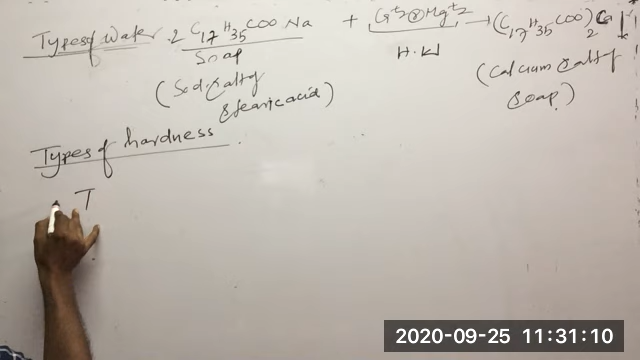 Types of Water. 2 C17H35COO Na + Ca+2 or Mg+2 → (C17H35COO)2 Ca ↓
Soap
H.W
(Sod. salt of stearic acid)
(Calcium salt of soap)
Types of hardness.
T
2020-09-25 11:31:10